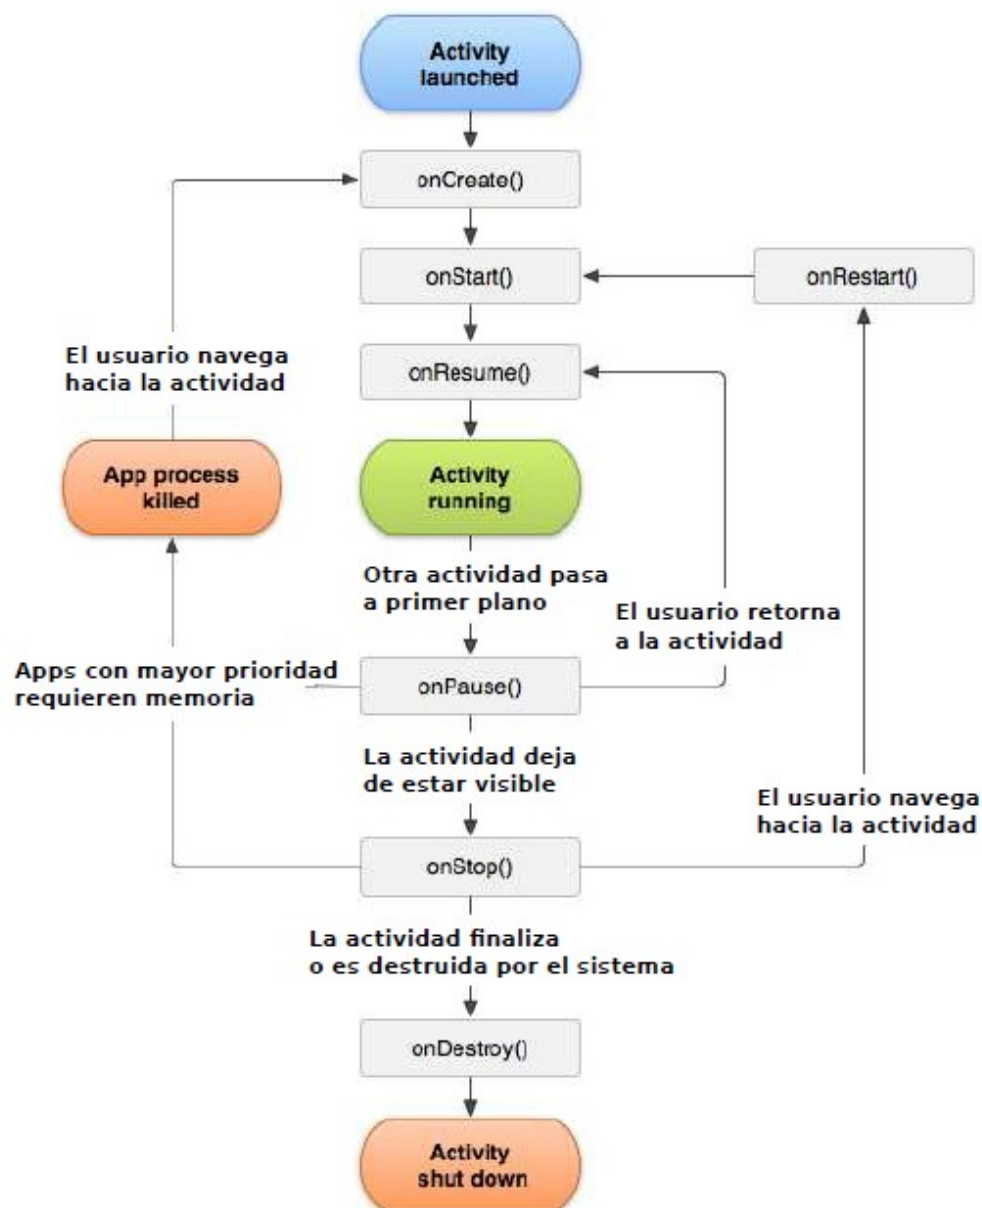 Activity
launched
onCreate()
onStart()
onRestart()
El usuario navega
hacia la actividad
onResume()
App process
killed
Activity
running
Otra actividad pasa
a primer plano
El usuario retorna
a la actividad
Apps con mayor prioridad
requieren memoria
onPause()
La actividad deja
de estar visible
El usuario navega
hacia la actividad
onStop()
La actividad finaliza
o es destruida por el sistema
onDestroy()
Activity
shut down